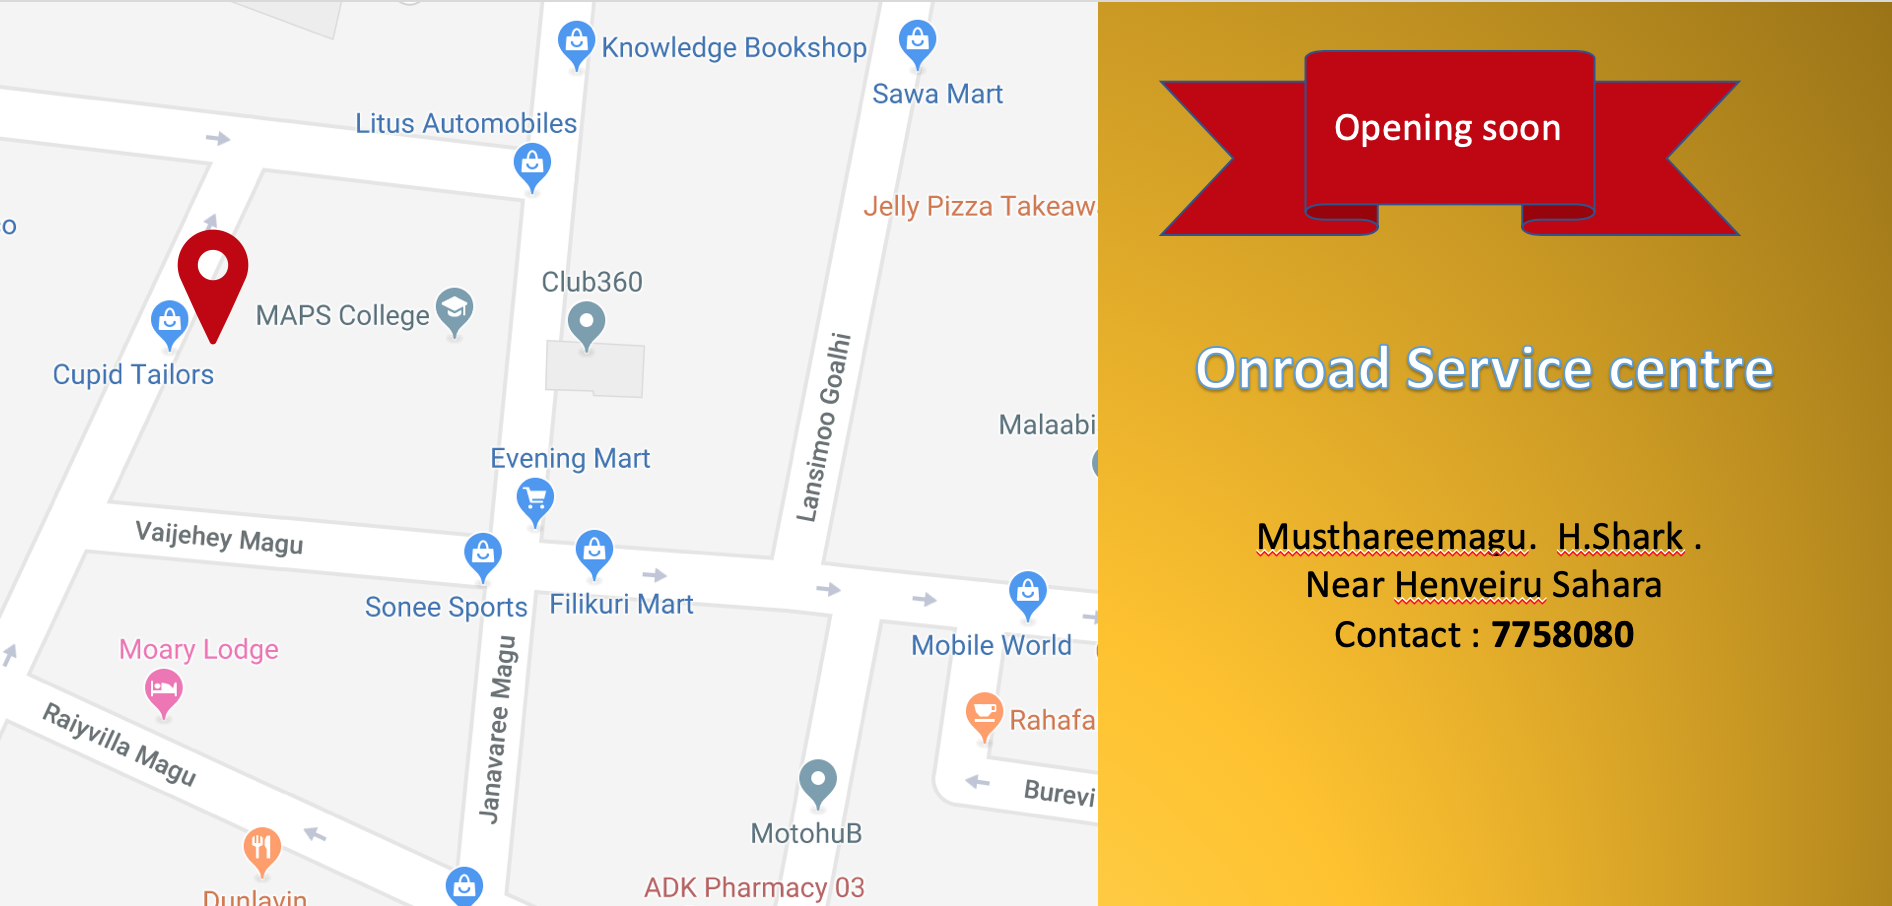 Knowledge Bookshop
Sawa Mart
Litus Automobiles
Jelly Pizza Takeaw
Club360
MAPS College
Cupid Tailors
Lansimoo Goalhi
Malaabi
Evening Mart
Vaijehey Magu
Sonee Sports
Filikuri Mart
Mobile World
Moary Lodge
Janavaree Magu
Raiyvilla Magu
Rahafa
Burevi
MotohuB
ADK Pharmacy 03
Dunlavin
Opening soon
Onroad Service centre
Musthareemagu. H.Shark .
Near Henveiru Sahara
Contact : 7758080